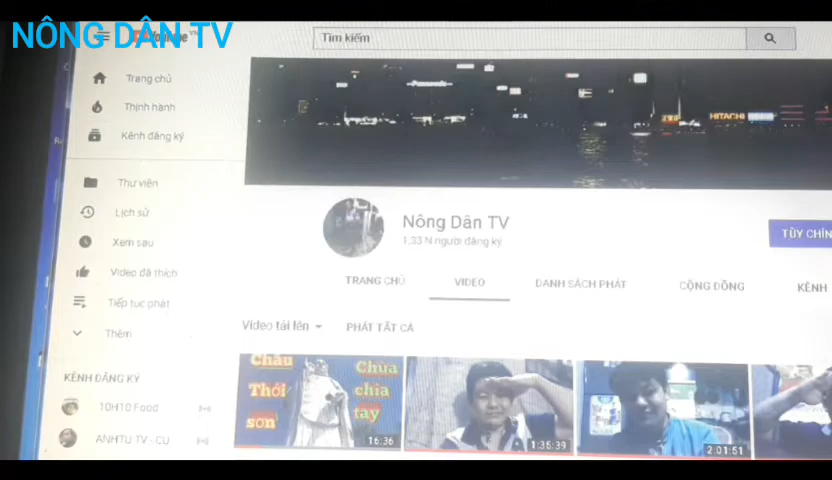 NÔNG DÂN TV
Tìm kiếm
Trang chủ
Thịnh hành
Kênh đăng ký
Thư viện
Lịch sử
Xem sau
Video đã thích
Tiếp tục phát
Thêm
KÊNH ĐĂNG KÝ
10H10 Food
ANHTU TV - CU
Panasonic
HITACHI
Nông Dân TV
1,33 N người đăng ký
TÙY CHỈN
TRANG CHỦ
VIDEO
DANH SÁCH PHÁT
CỘNG ĐỒNG
KÊNH
Video tải lên
PHÁT TẤT CẢ
Châu
Thới
sơn
Chùa
chia
tay
16:36
1:35:39
2:01:51